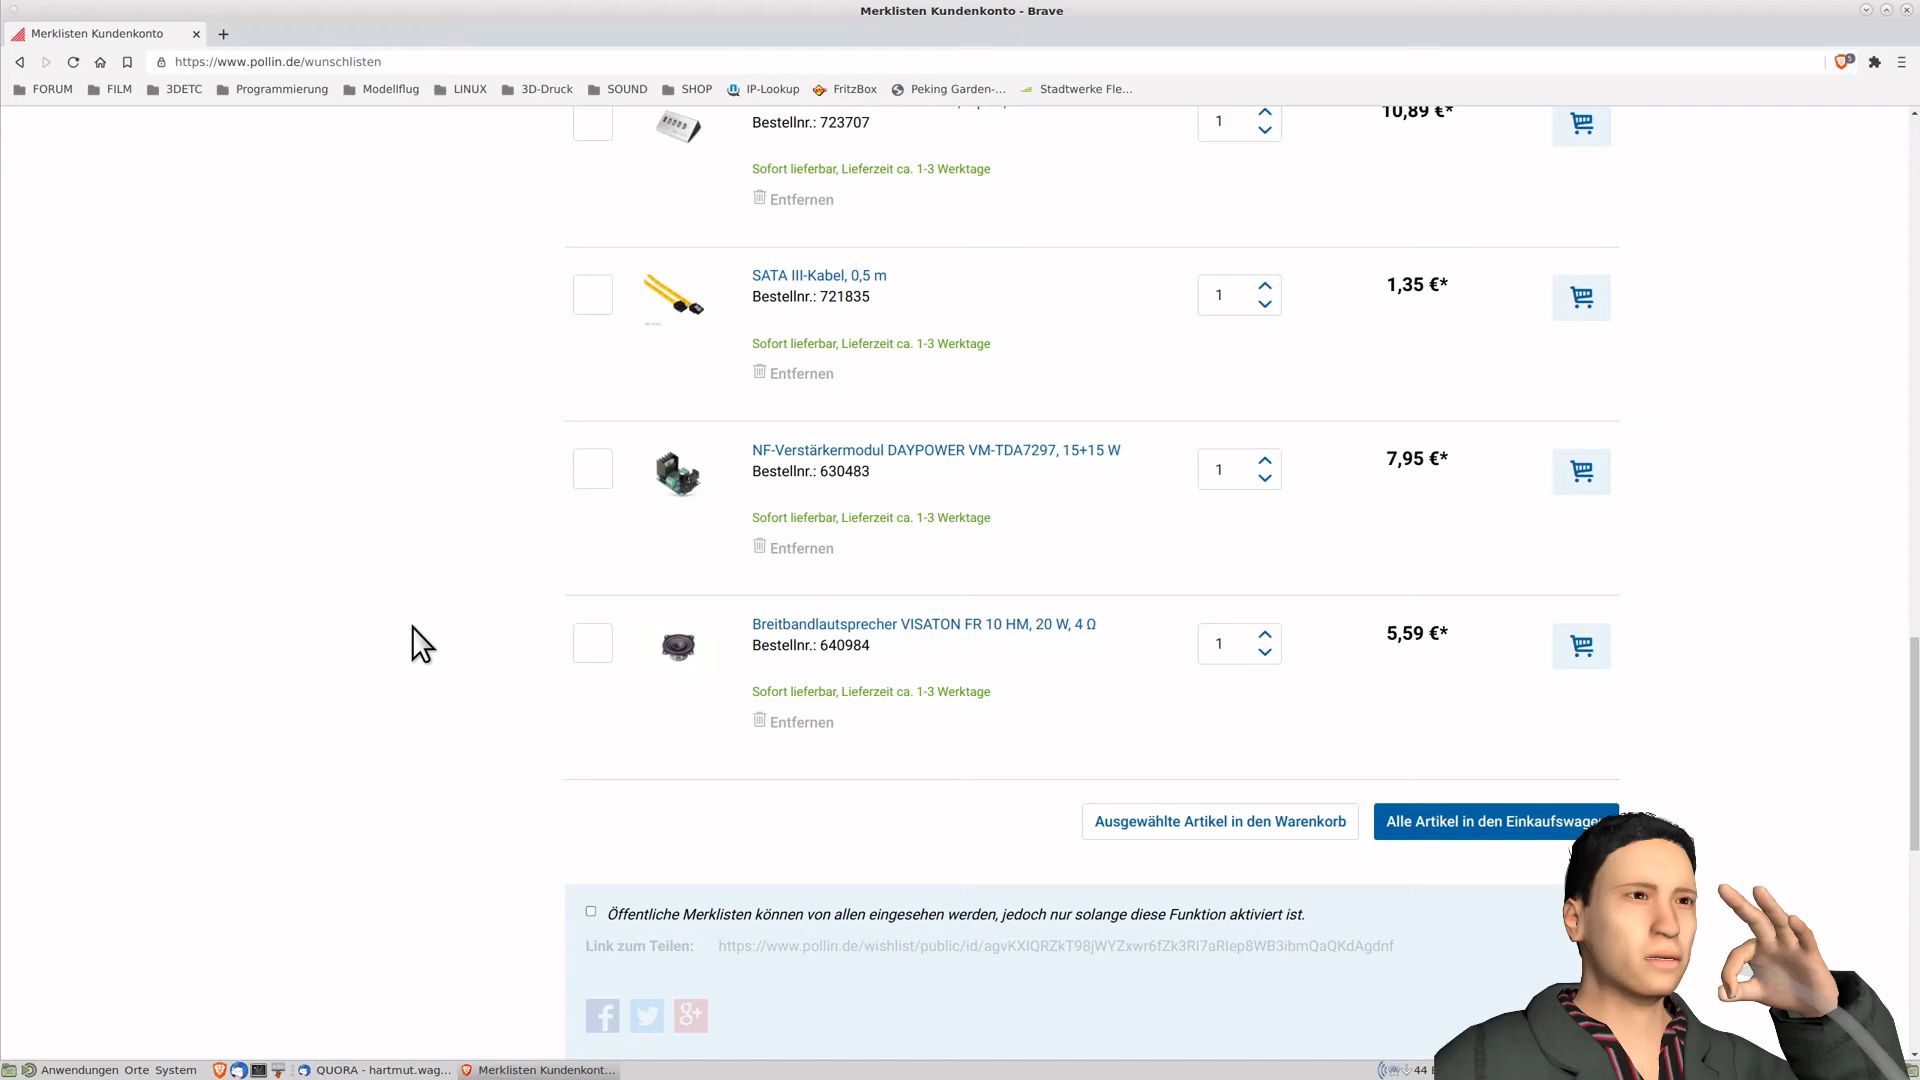 Merklisten Kundenkonto - Brave
Merklisten Kundenkonto
https://www.pollin.de/wunschlisten
5
FORUM FILM 3DETC Programmierung Modellflug LINUX 3D-Druck SOUND SHOP IP-Lookup FritzBox Peking Garden-... Stadtwerke Fle...
Bestellnr.: 723707
1
10,89 €*
Sofort lieferbar, Lieferzeit ca. 1-3 Werktage
Entfernen
SATA III-Kabel, 0,5 m
Bestellnr.: 721835
1
1,35 €*
Sofort lieferbar, Lieferzeit ca. 1-3 Werktage
Entfernen
NF-Verstärkermodul DAYPOWER VM-TDA7297, 15+15 W
Bestellnr.: 630483
1
7,95 €*
Sofort lieferbar, Lieferzeit ca. 1-3 Werktage
Entfernen
Breitbandlautsprecher VISATON FR 10 HM, 20 W, 4 Ω
Bestellnr.: 640984
1
5,59 €*
Sofort lieferbar, Lieferzeit ca. 1-3 Werktage
Entfernen
Ausgewählte Artikel in den Warenkorb
Alle Artikel in den Einkaufswage
Öffentliche Merklisten können von allen eingesehen werden, jedoch nur solange diese Funktion aktiviert ist.
Link zum Teilen: https://www.pollin.de/wishlist/public/id/agvKXIQRZkT98jWYZxwr6fZk3RI7aRlep8WB3ibmQaQKdAgdnf
f g+
Anwendungen Orte System QUORA - hartmut.wag... Merklisten Kundenkont... 44